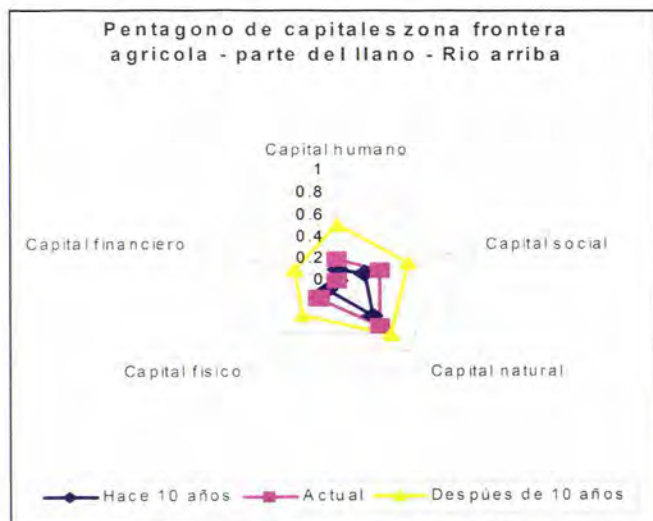 Pentagono de capitales zona frontera
agricola - parte del llano - Rio arriba
Capital humano
1
0.8
0.6
0.4
0.2
0
Capital financiero
Capital social
Capital fisico
Capital natural
Hace 10 años
Actual
Despúes de 10 años